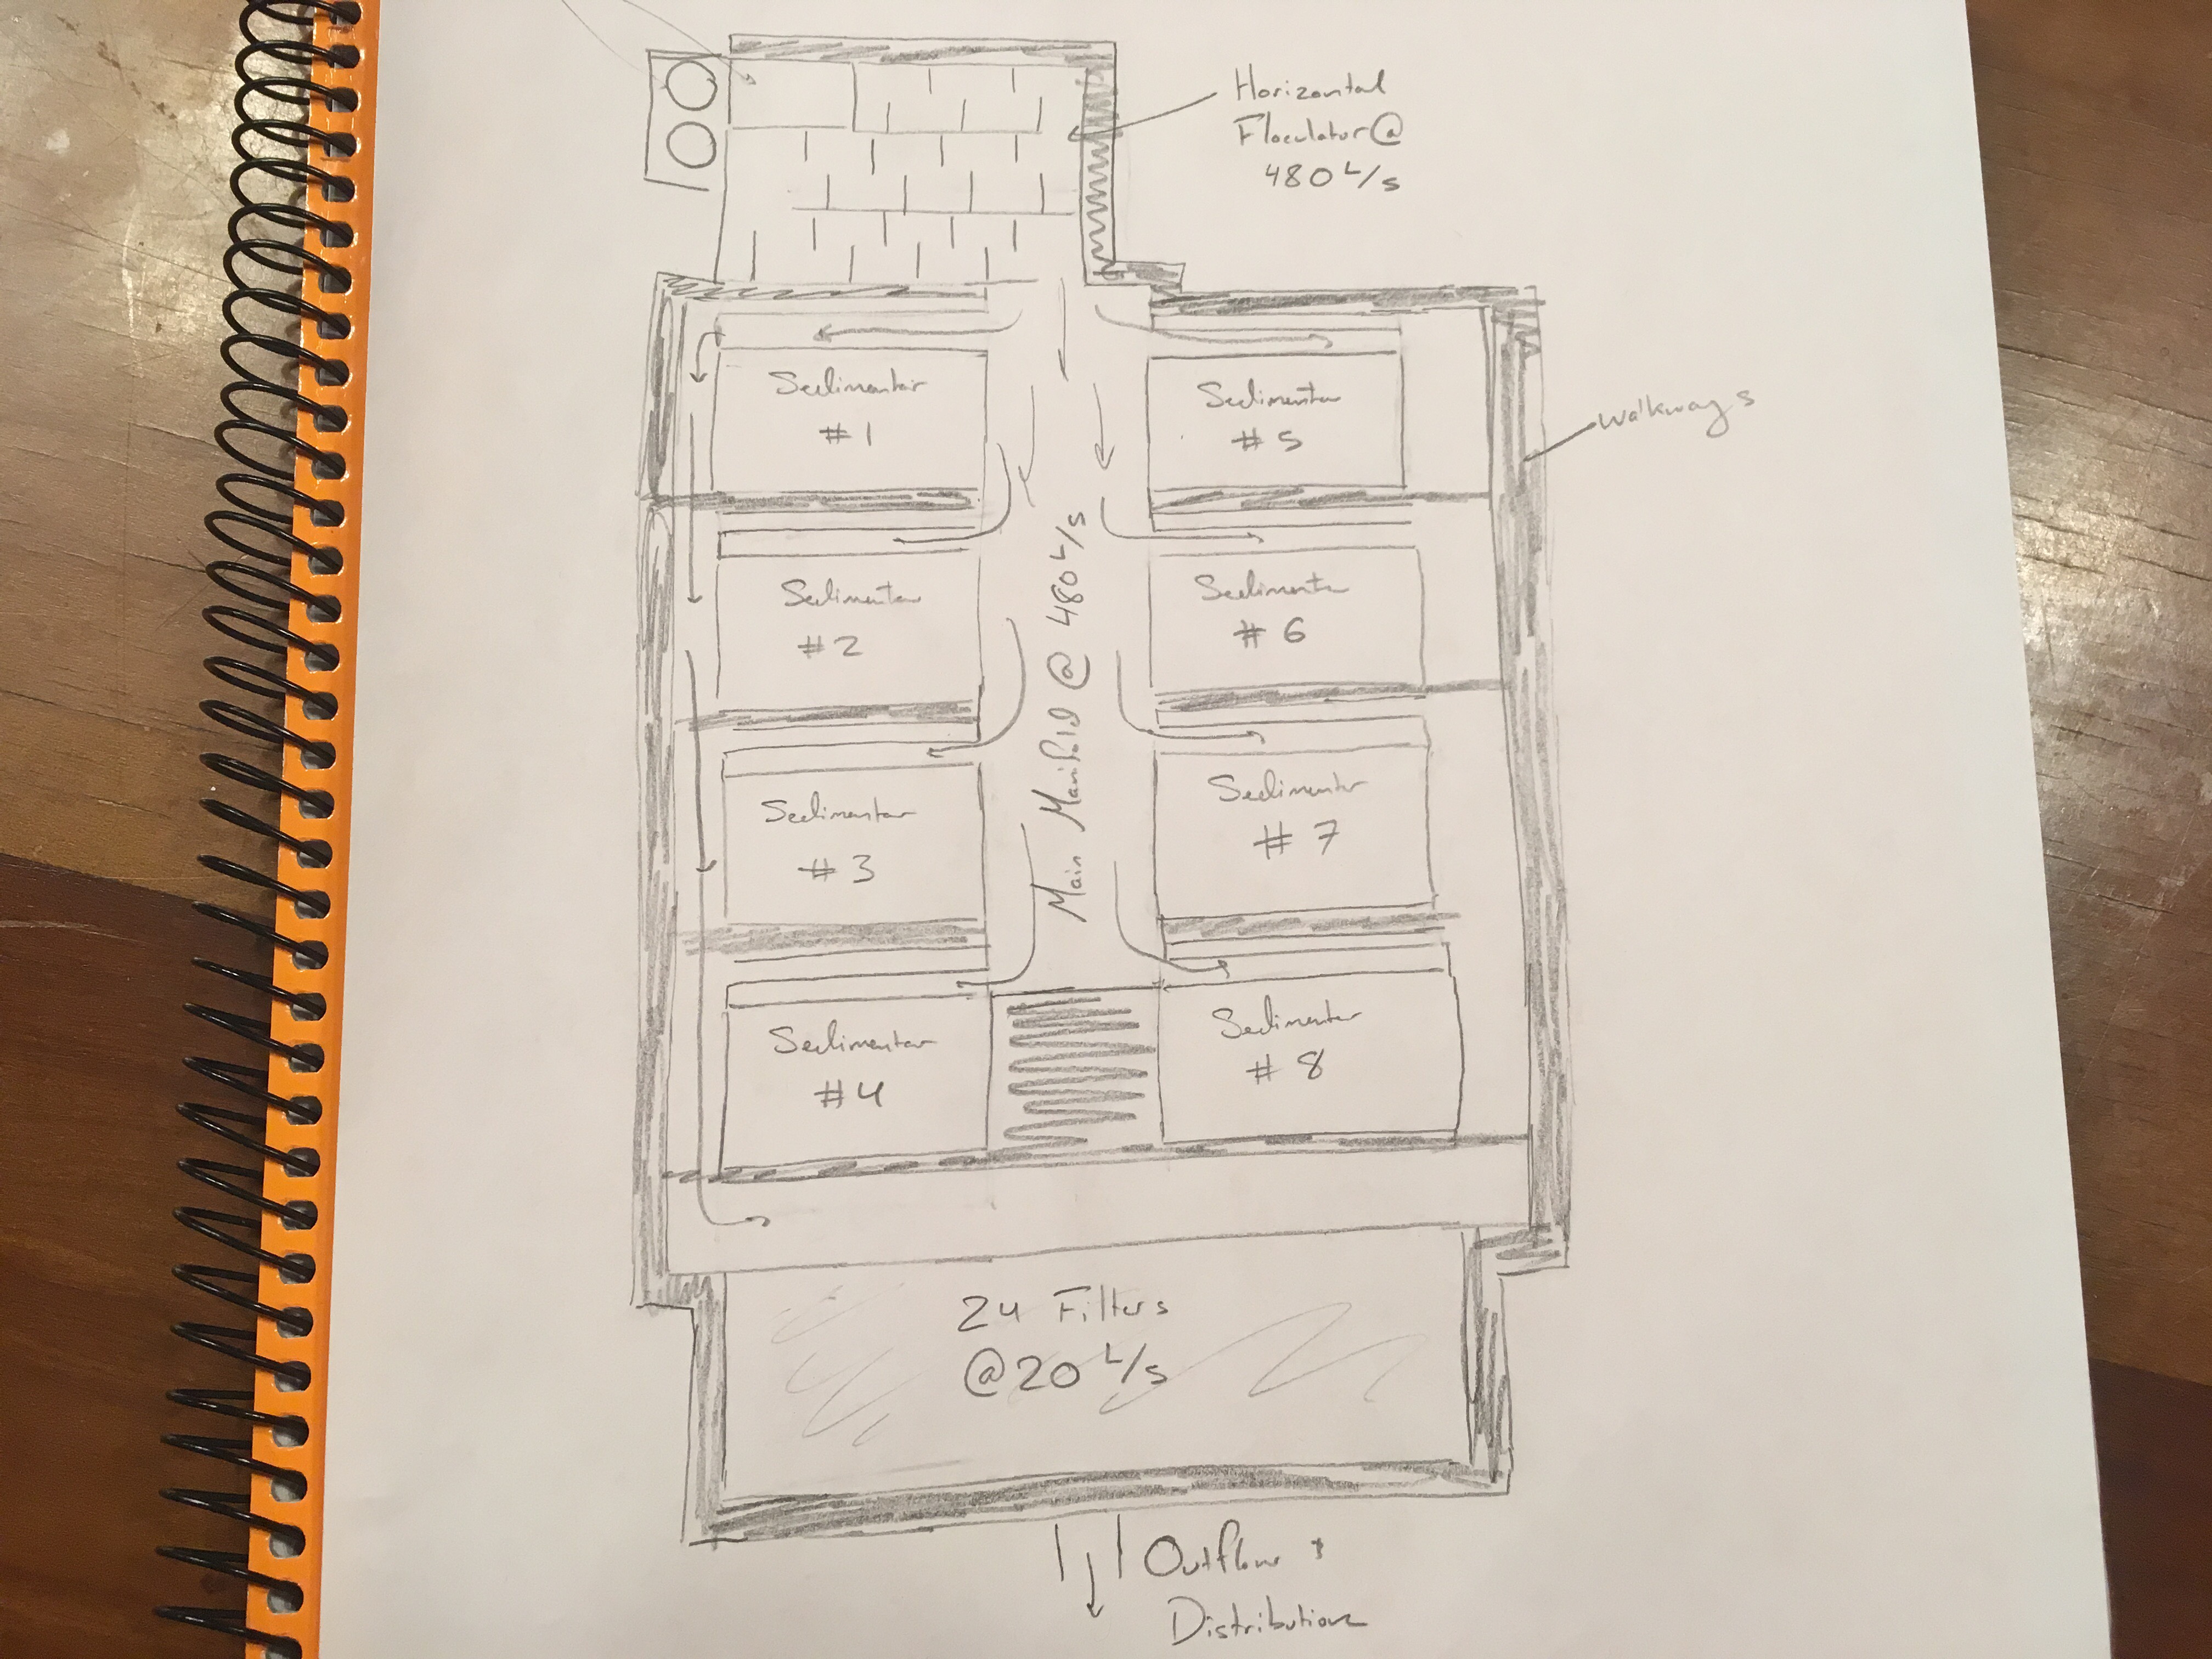 Horizontal
Flocculator @
480 L/s
Sedimentor
#1
Sedimentor
#2
Sedimentor
#3
Sedimentor
#4
Main Manifold @ 480 L/s
Sedimentor
#5
Sedimentor
#6
Sedimentor
#7
Sedimentor
#8
walkways
24 Filters
@20 L/s
Outflow &
Distribution